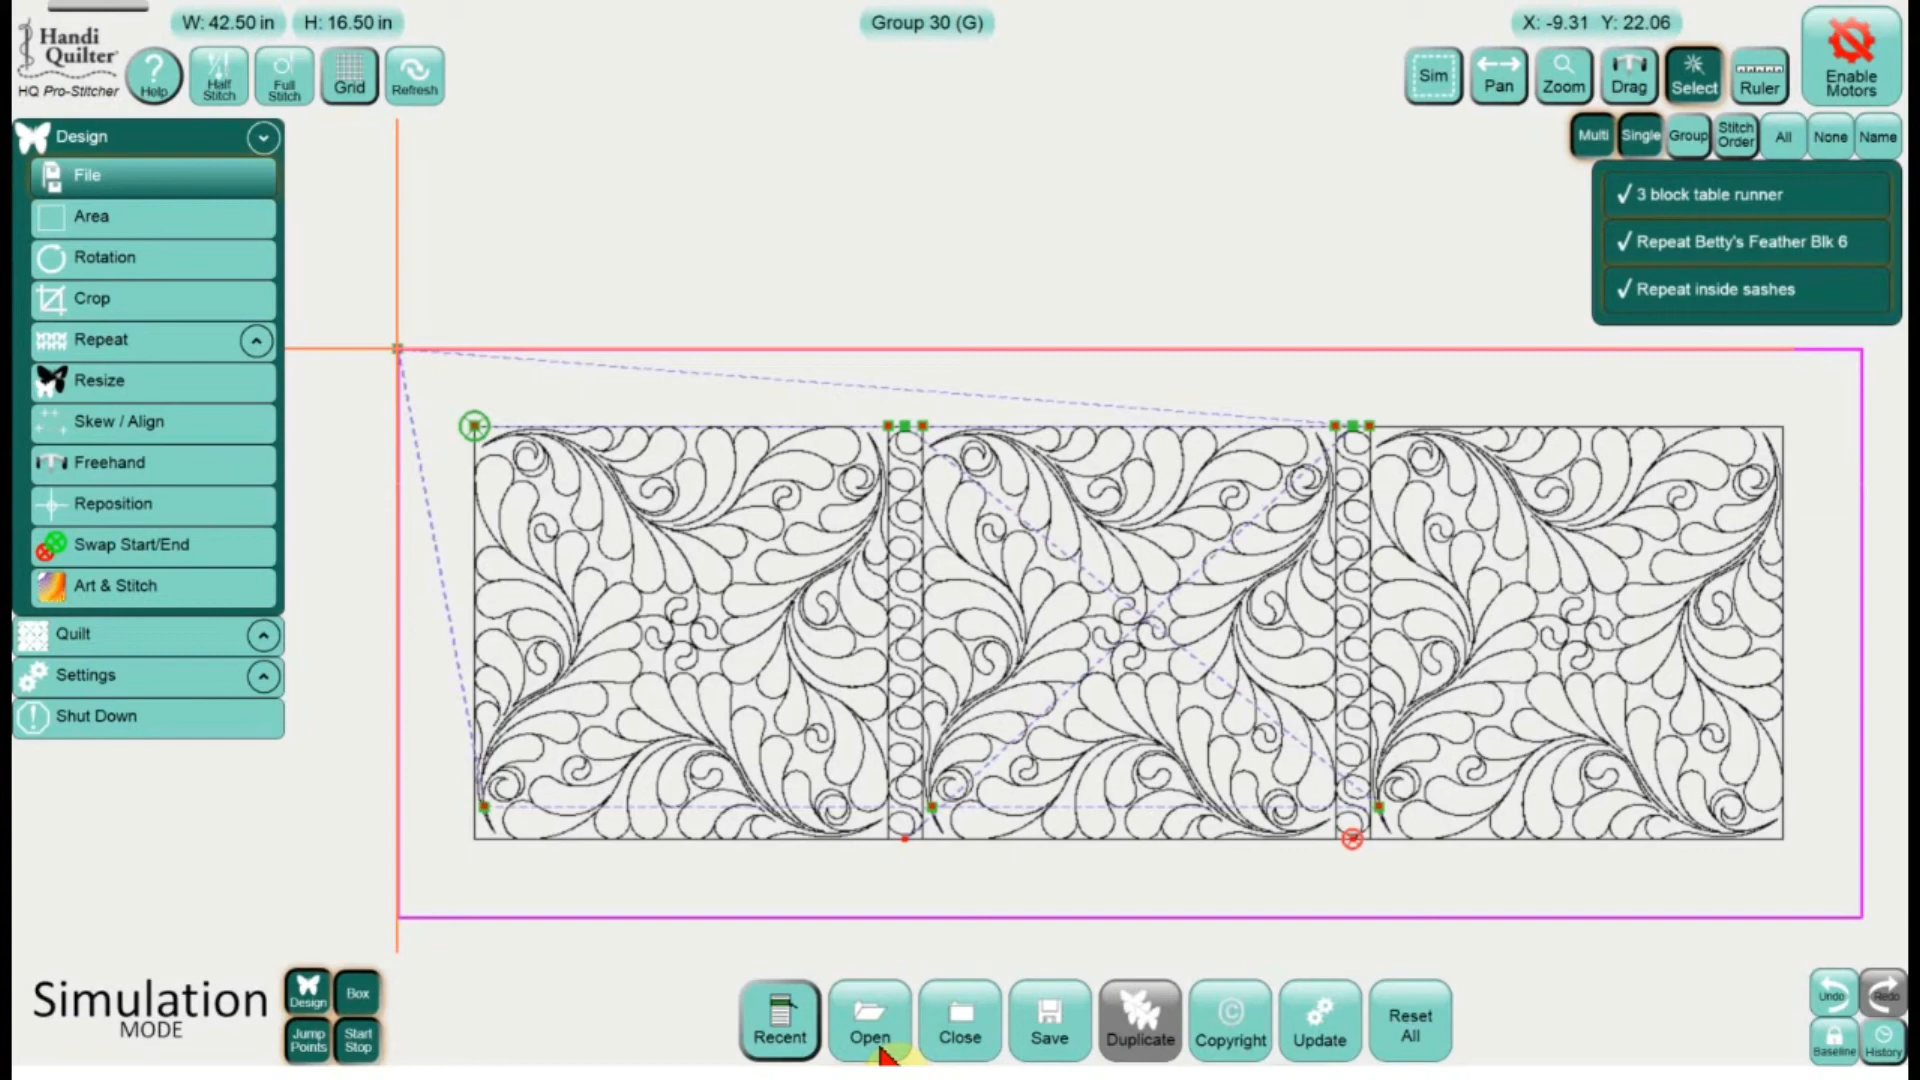 W: 42.50 in
H: 16.50 in
Group 30 (G)
X: -9.31 Y: 22.06
Handi
Quilter
HQ Pro-Stitcher
?
Help
Half
Stitch
Full
Stitch
Grid
Refresh
Sim
Pan
Zoom
Drag
Select
Ruler
Enable
Motors
Multi
Single
Group
Stitch
Order
All
None
Name
✓ 3 block table runner
✓ Repeat Betty's Feather Blk 6
✓ Repeat inside sashes
Design
File
Area
Rotation
Crop
Repeat
Resize
Skew / Align
Freehand
Reposition
Swap Start/End
Art & Stitch
Quilt
Settings
Shut Down
Simulation
MODE
Design
Box
Jump
Points
Start
Stop
Recent
Open
Close
Save
Duplicate
Copyright
Update
Reset
All
Undo
Redo
Baseline
History